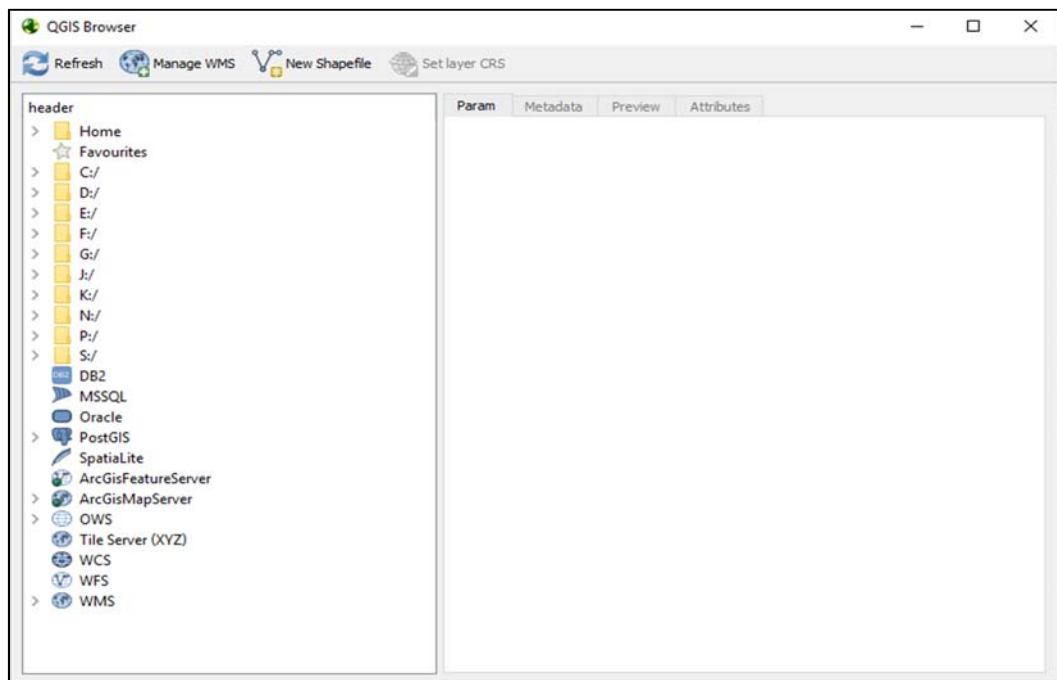 QGIS Browser
Refresh Manage WMS New Shapefile Set layer CRS
header
Home
Favourites
C:/
D:/
E:/
F:/
G:/
J:/
K:/
N:/
P:/
S:/
DB2 DB2
MSSQL
Oracle
PostGIS
SpatiaLite
ArcGisFeatureServer
ArcGisMapServer
OWS
Tile Server (XYZ)
WCS
WFS
WMS
Param Metadata Preview Attributes